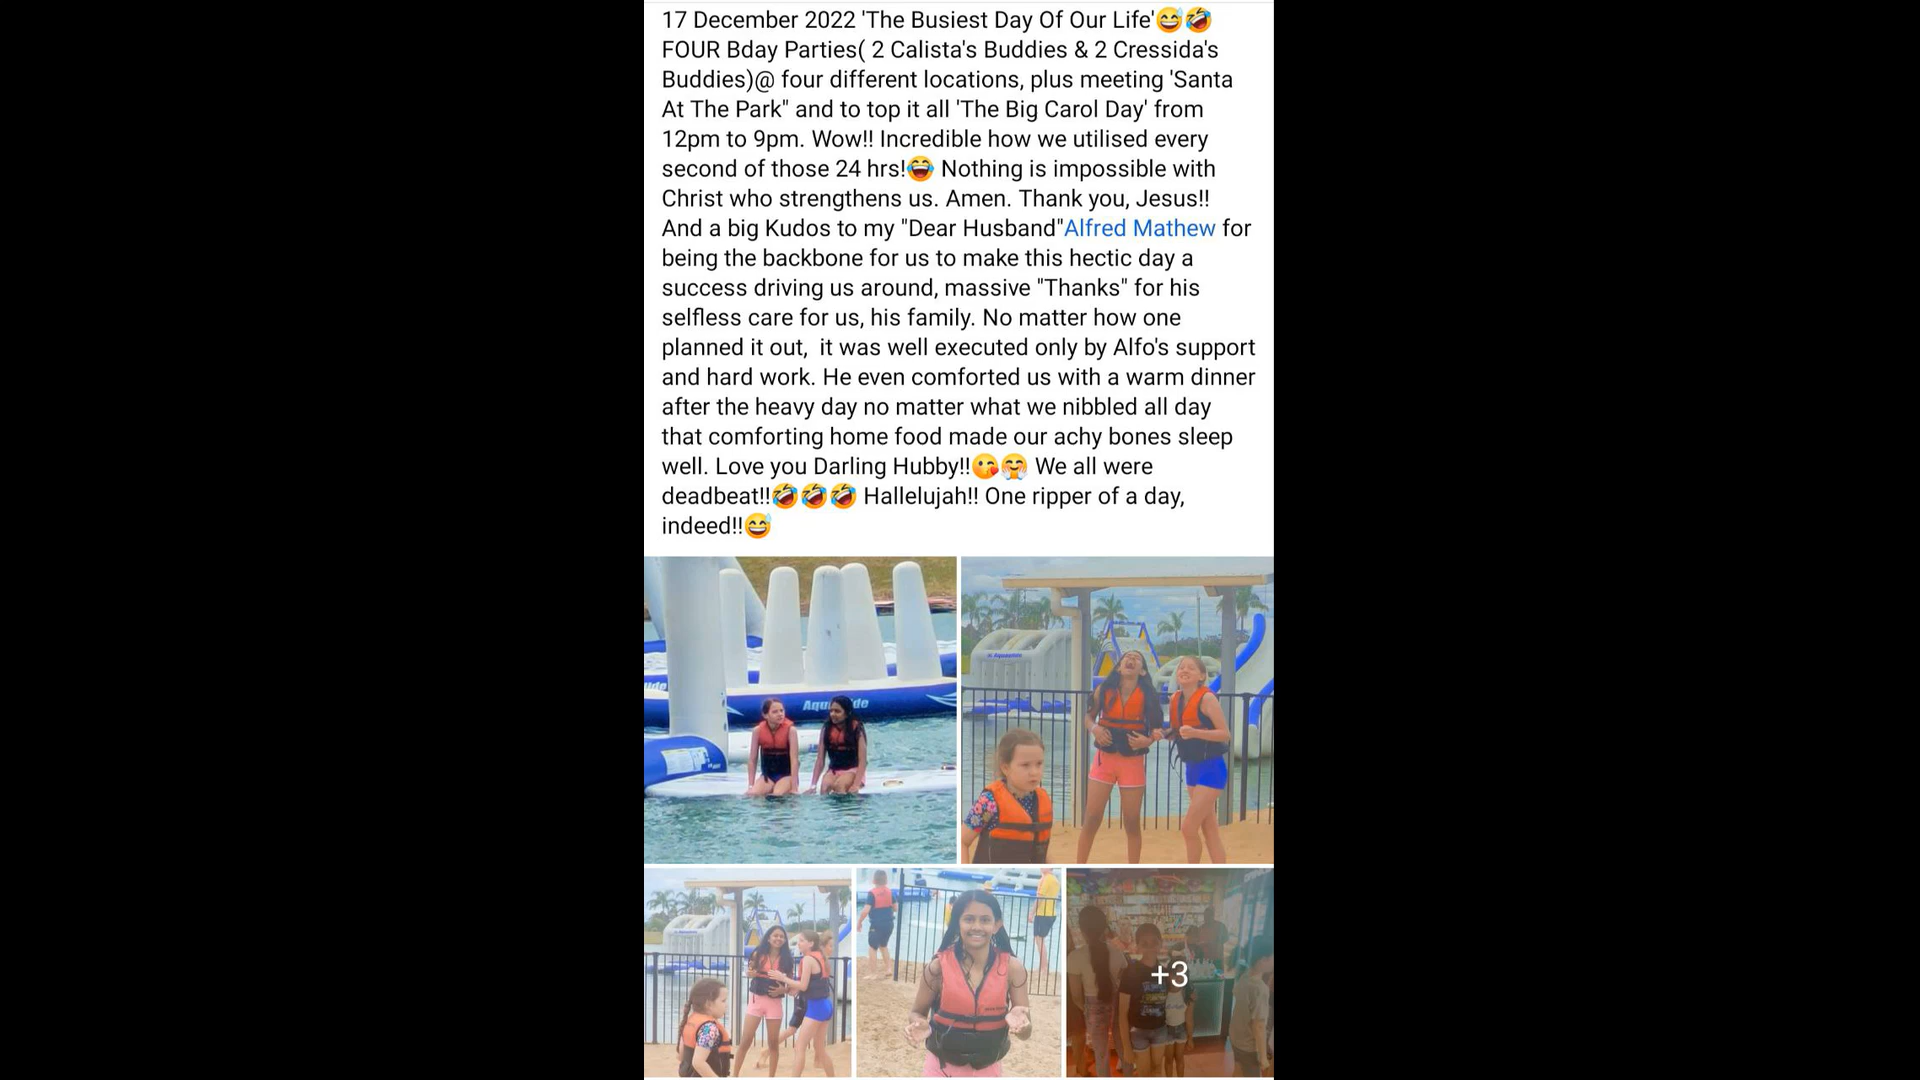 17 December 2022 'The Busiest Day Of Our Life'😅🤣
FOUR Bday Parties( 2 Calista's Buddies & 2 Cressida's
Buddies)@ four different locations, plus meeting 'Santa
At The Park" and to top it all 'The Big Carol Day' from
12pm to 9pm. Wow!! Incredible how we utilised every
second of those 24 hrs!😂 Nothing is impossible with
Christ who strengthens us. Amen. Thank you, Jesus!!
And a big Kudos to my "Dear Husband"Alfred Mathew for
being the backbone for us to make this hectic day a
success driving us around, massive "Thanks" for his
selfless care for us, his family. No matter how one
planned it out,  it was well executed only by Alfo's support
and hard work. He even comforted us with a warm dinner
after the heavy day no matter what we nibbled all day
that comforting home food made our achy bones sleep
well. Love you Darling Hubby!!😘🤗 We all were
deadbeat!!🤣🤣🤣 Hallelujah!! One ripper of a day,
indeed!!😅
+3